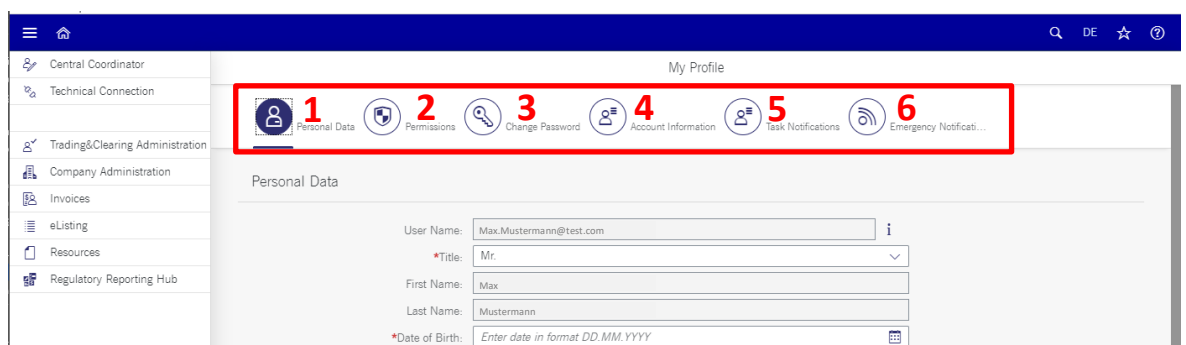 DE
Central Coordinator
My Profile
Technical Connection
1 Personal Data 2 Permissions 3 Change Password 4 Account Information 5 Task Notifications 6 Emergency Notificati...
Trading&Clearing Administration
Company Administration
Personal Data
Invoices
eListing
User Name: Max.Mustermann@test.com i
Resources
*Title: Mr.
Regulatory Reporting Hub
First Name: Max
Last Name: Mustermann
*Date of Birth: Enter date in format DD.MM.YYYY